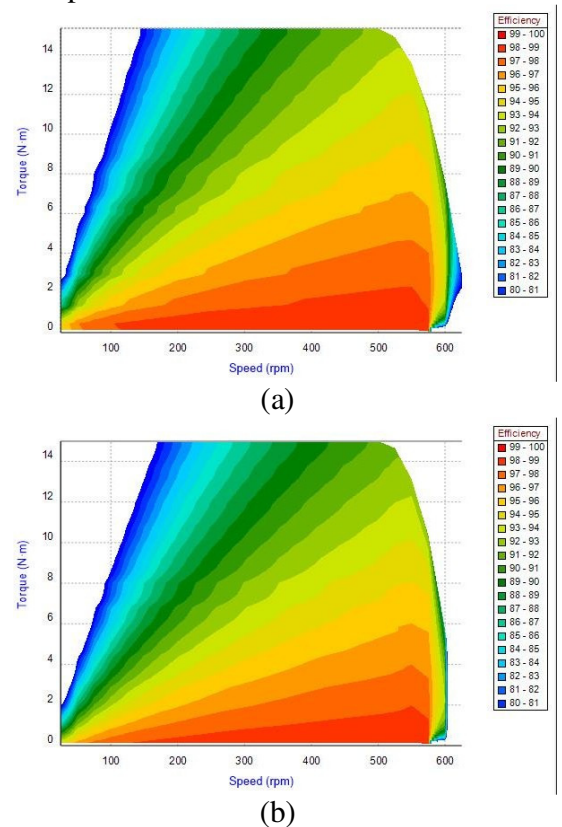 Efficiency
99 - 100
98 - 99
97 - 98
96 - 97
95 - 96
94 - 95
93 - 94
92 - 93
91 - 92
90 - 91
89 - 90
88 - 89
87 - 88
86 - 87
85 - 86
84 - 85
83 - 84
82 - 83
81 - 82
80 - 81
Torque (N·m)
14
12
10
8
6
4
2
0
100 200 300 400 500 600
Speed (rpm)
(a)
Efficiency
99 - 100
98 - 99
97 - 98
96 - 97
95 - 96
94 - 95
93 - 94
92 - 93
91 - 92
90 - 91
89 - 90
88 - 89
87 - 88
86 - 87
85 - 86
84 - 85
83 - 84
82 - 83
81 - 82
80 - 81
Torque (N·m)
14
12
10
8
6
4
2
0
100 200 300 400 500 600
Speed (rpm)
(b)